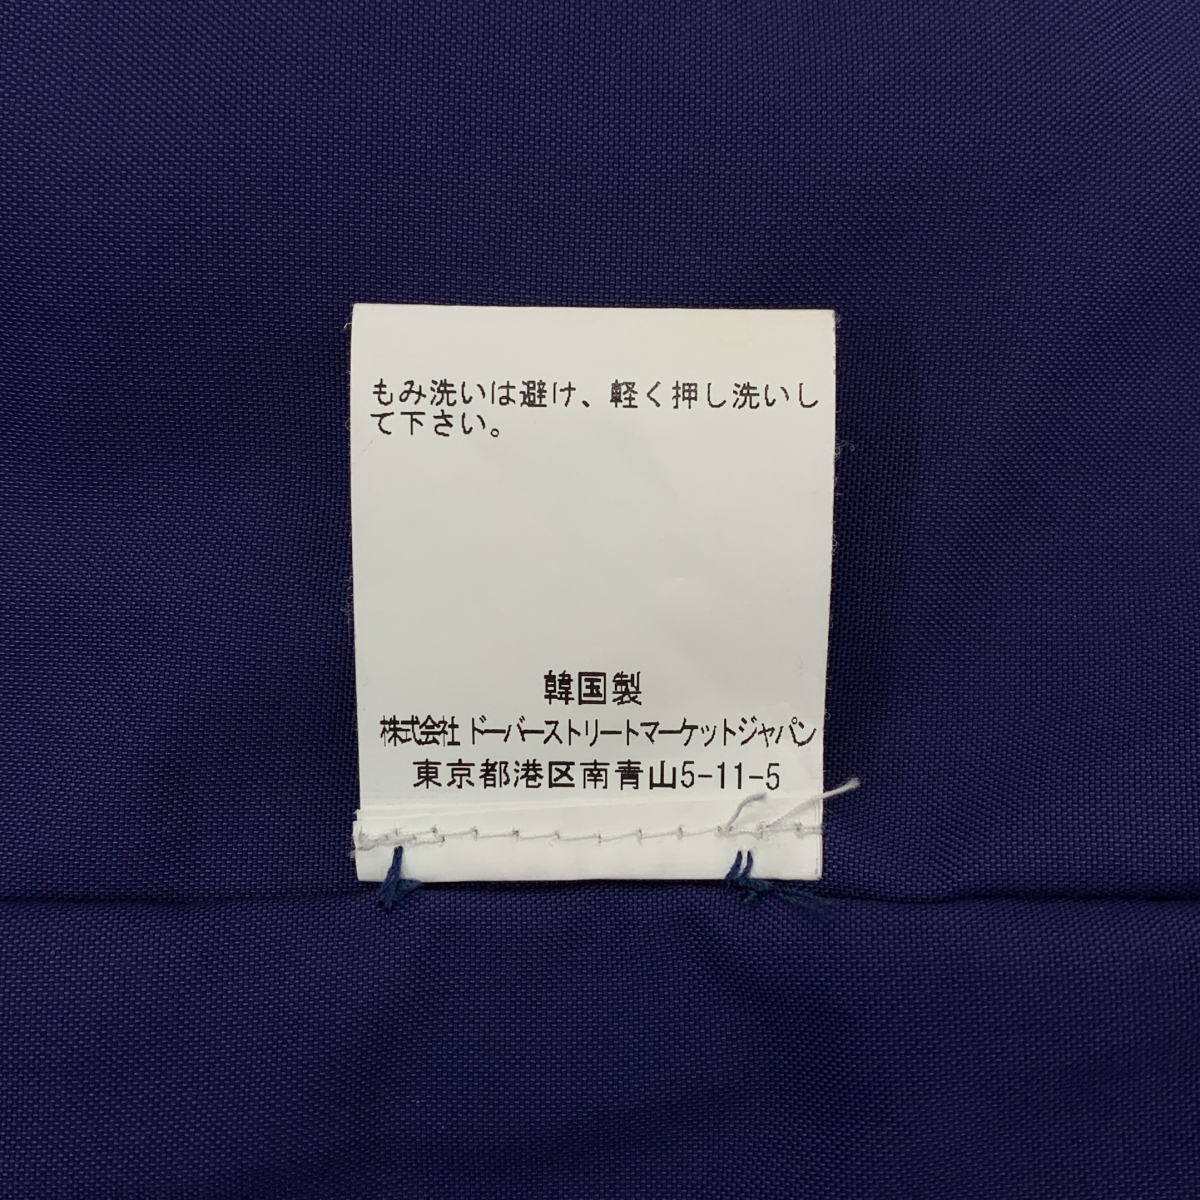 もみ洗いは避け、軽く押し洗いし
て下さい。
韓国製
株式会社 ドーバーストリートマーケットジャパン
東京都港区南青山5-11-5